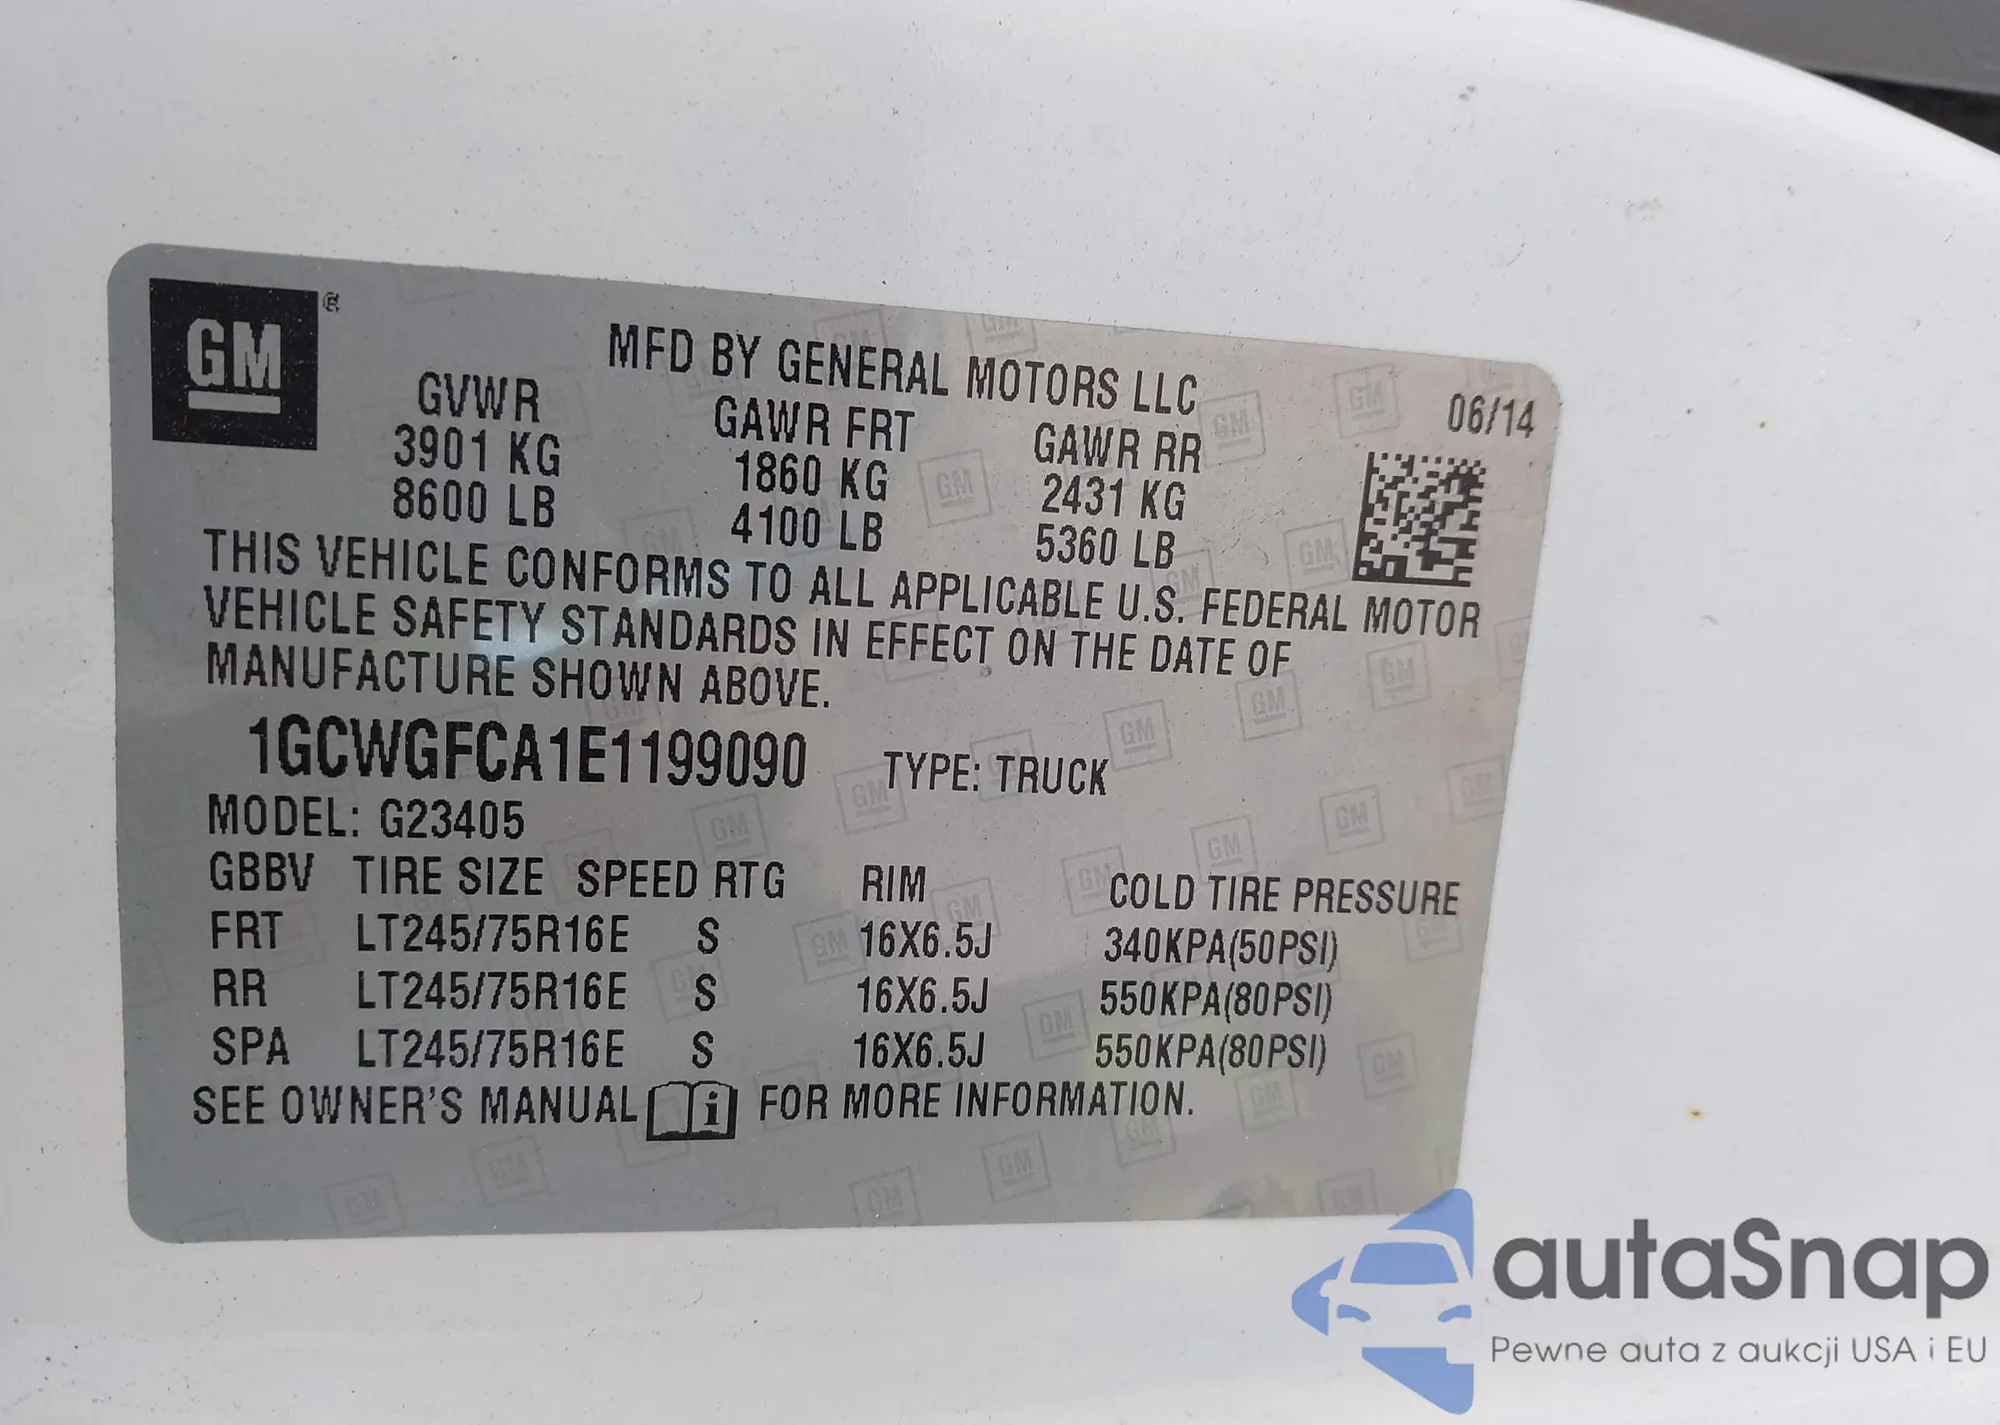 GM ®
MFD BY GENERAL MOTORS LLC
06/14
GVWR GAWR FRT GAWR RR
3901 KG 1860 KG 2431 KG
8600 LB 4100 LB 5360 LB
THIS VEHICLE CONFORMS TO ALL APPLICABLE U.S. FEDERAL MOTOR
VEHICLE SAFETY STANDARDS IN EFFECT ON THE DATE OF
MANUFACTURE SHOWN ABOVE.
1GCWGFCA1E1199090 TYPE: TRUCK
MODEL: G23405
GBBV TIRE SIZE SPEED RTG RIM COLD TIRE PRESSURE
FRT LT245/75R16E S 16X6.5J 340KPA(50PSI)
RR LT245/75R16E S 16X6.5J 550KPA(80PSI)
SPA LT245/75R16E S 16X6.5J 550KPA(80PSI)
SEE OWNER'S MANUAL i FOR MORE INFORMATION.
autaSnap
Pewne auta z aukcji USA i EU